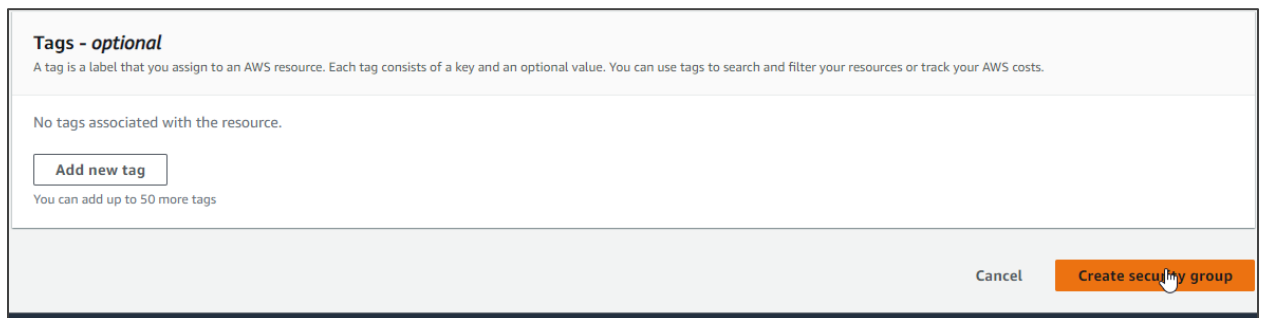 Tags - optional
A tag is a label that you assign to an AWS resource. Each tag consists of a key and an optional value. You can use tags to search and filter your resources or track your AWS costs.
No tags associated with the resource.
Add new tag
You can add up to 50 more tags
Cancel Create security group